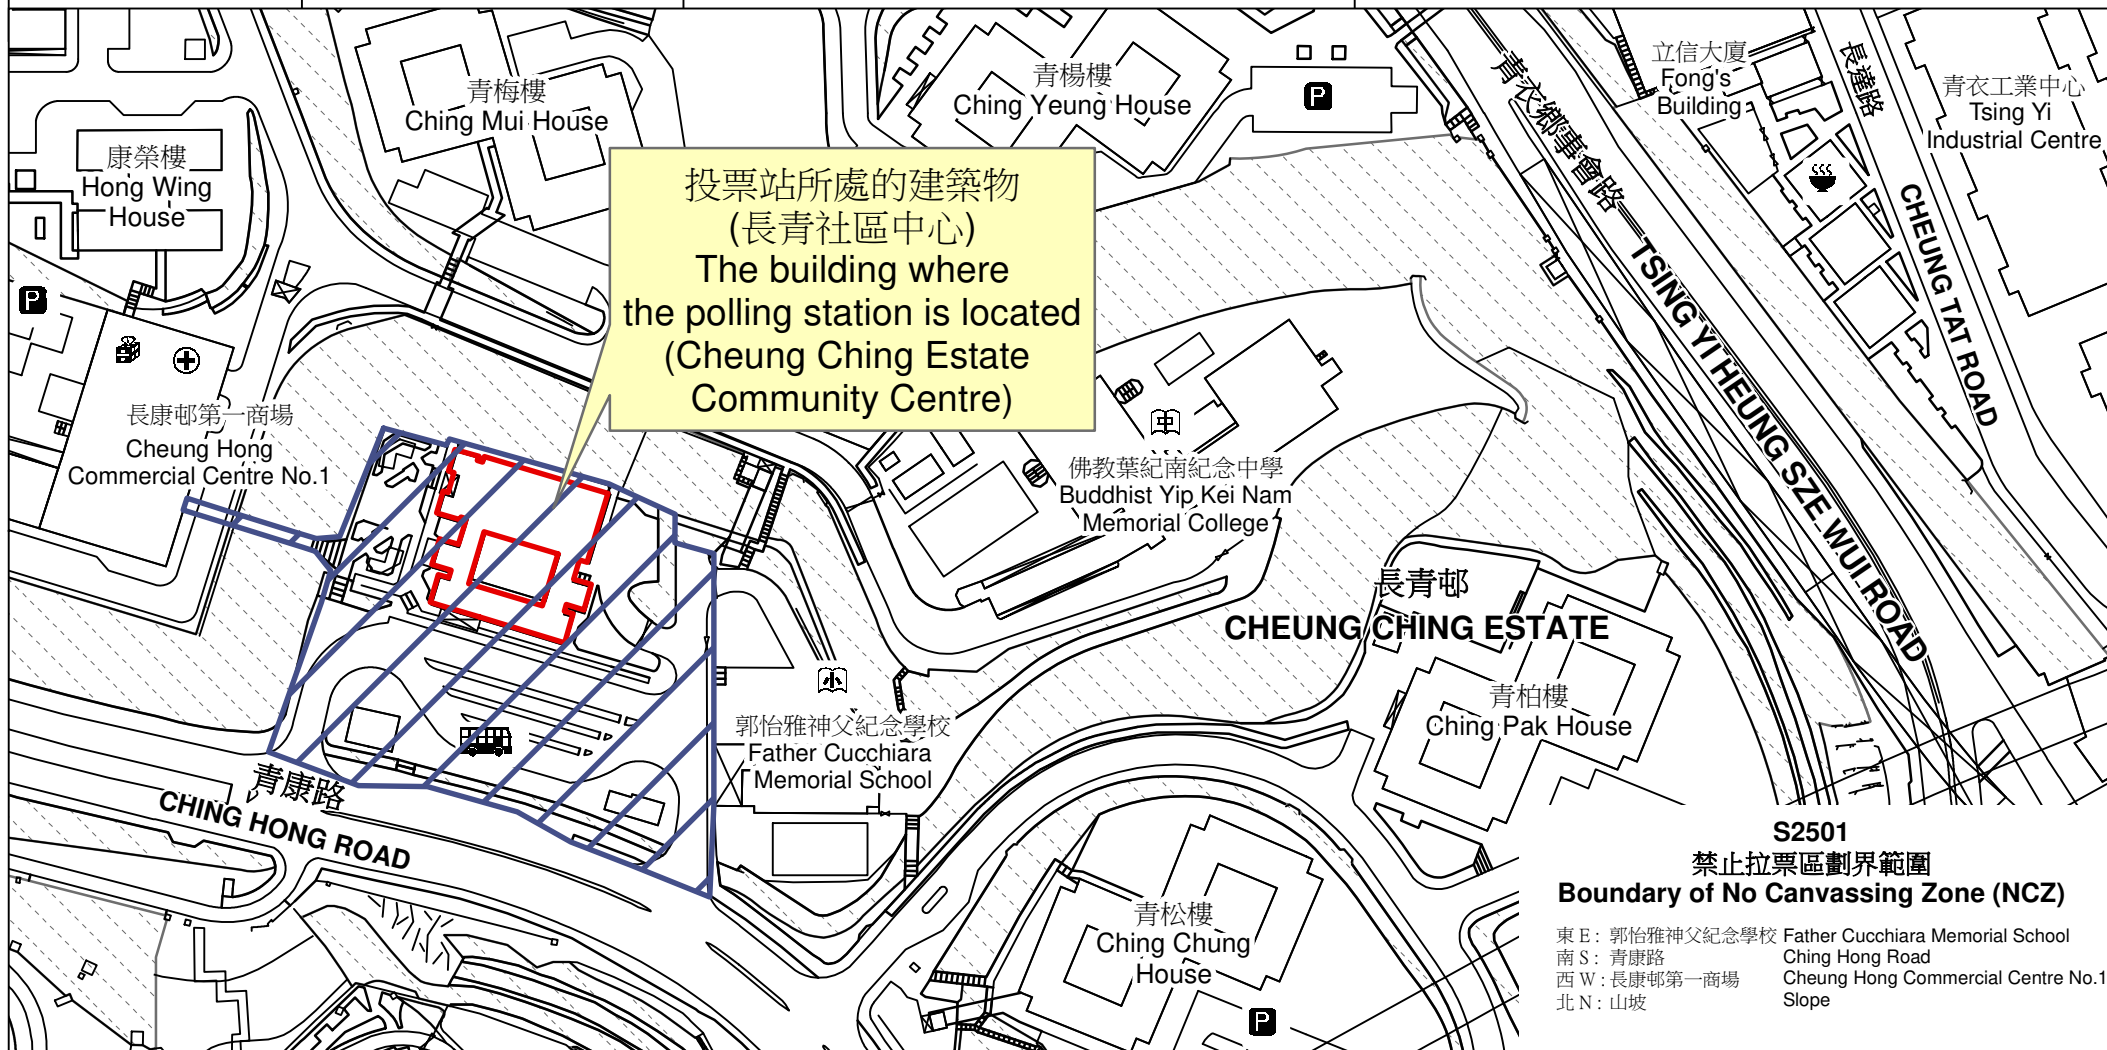 青梅樓
Ching Mui House
青楊樓
Ching Yeung House
P
立信大廈
Fong's
Building
長達路
CHEUNG TAT ROAD
青衣工業中心
Tsing Yi
Industrial Centre
青衣鄉事會路
TSING YI HEUNG SZE WUI ROAD
康榮樓
Hong Wing
House
P
投票站所處的建築物
(長青社區中心)
The building where
the polling station is located
(Cheung Ching Estate
Community Centre)
長康邨第一商場
Cheung Hong
Commercial Centre No.1
中
佛教葉紀南紀念中學
Buddhist Yip Kei Nam
Memorial College
長青邨
CHEUNG CHING ESTATE
小
郭怡雅神父紀念學校
Father Cucchiara
Memorial School
青柏樓
Ching Pak House
青康路
CHING HONG ROAD
青松樓
Ching Chung
House
P
S2501
禁止拉票區劃界範圍
Boundary of No Canvassing Zone (NCZ)
東 E : 郭怡雅神父紀念學校 Father Cucchiara Memorial School
南 S : 青康路 Ching Hong Road
西 W : 長康邨第一商場 Cheung Hong Commercial Centre No.1
北 N : 山坡 Slope